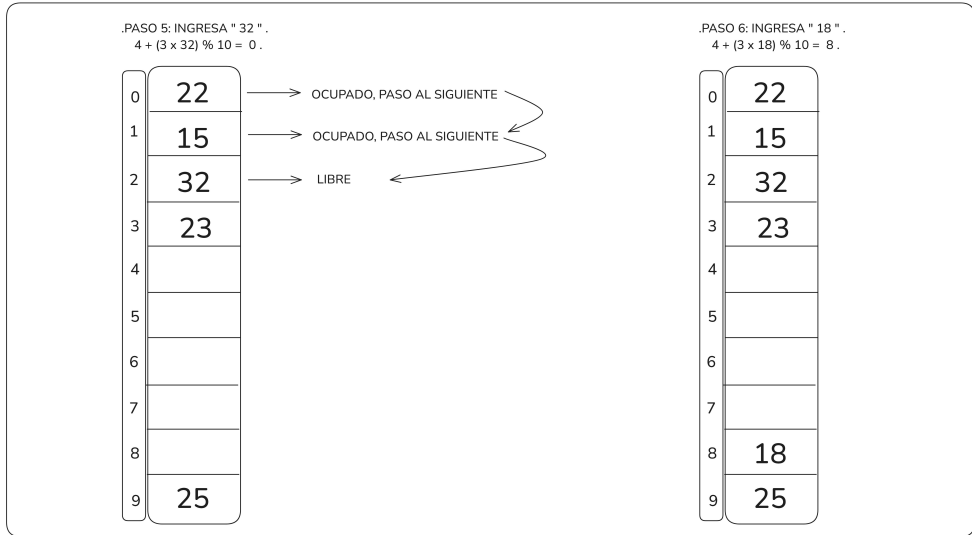 .PASO 5: INGRESA " 32 " .
4 + (3 x 32) % 10 = 0 .
0 22 OCUPADO, PASO AL SIGUIENTE
1 15 OCUPADO, PASO AL SIGUIENTE
2 32 LIBRE
3 23
4
5
6
7
8
9 25
.PASO 6: INGRESA " 18 " .
4 + (3 x 18) % 10 = 8 .
0 22
1 15
2 32
3 23
4
5
6
7
8 18
9 25